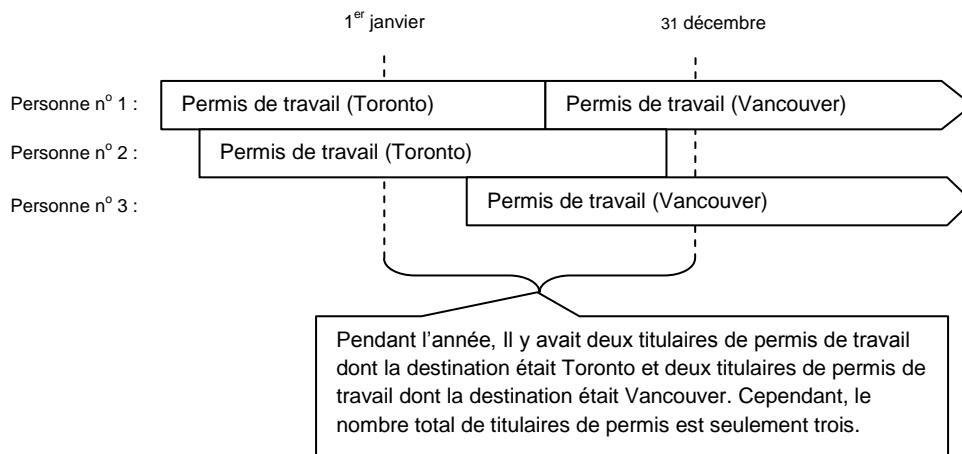 1er janvier
31 décembre
Personne no 1 :
Permis de travail (Toronto)
Permis de travail (Vancouver)
Personne no 2 :
Permis de travail (Toronto)
Personne no 3 :
Permis de travail (Vancouver)
Pendant l’année, Il y avait deux titulaires de permis de travail
dont la destination était Toronto et deux titulaires de permis de
travail dont la destination était Vancouver. Cependant, le
nombre total de titulaires de permis est seulement trois.